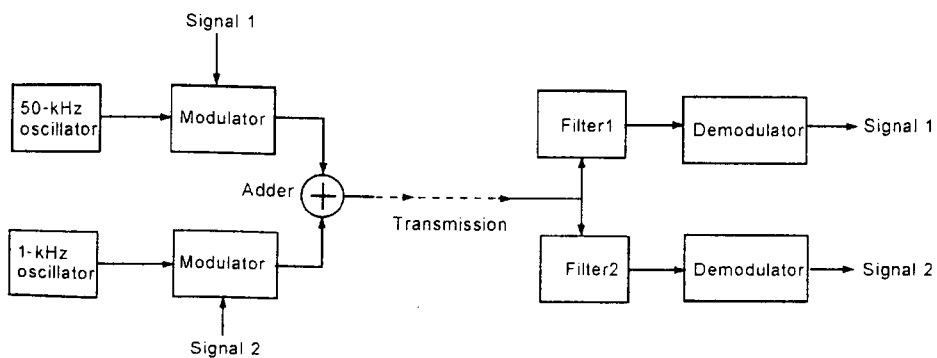 Signal 1
50-kHz
oscillator
Modulator
Filter1
Demodulator
Signal 1
Adder
Transmission
1-kHz
oscillator
Modulator
Filter2
Demodulator
Signal 2
Signal 2